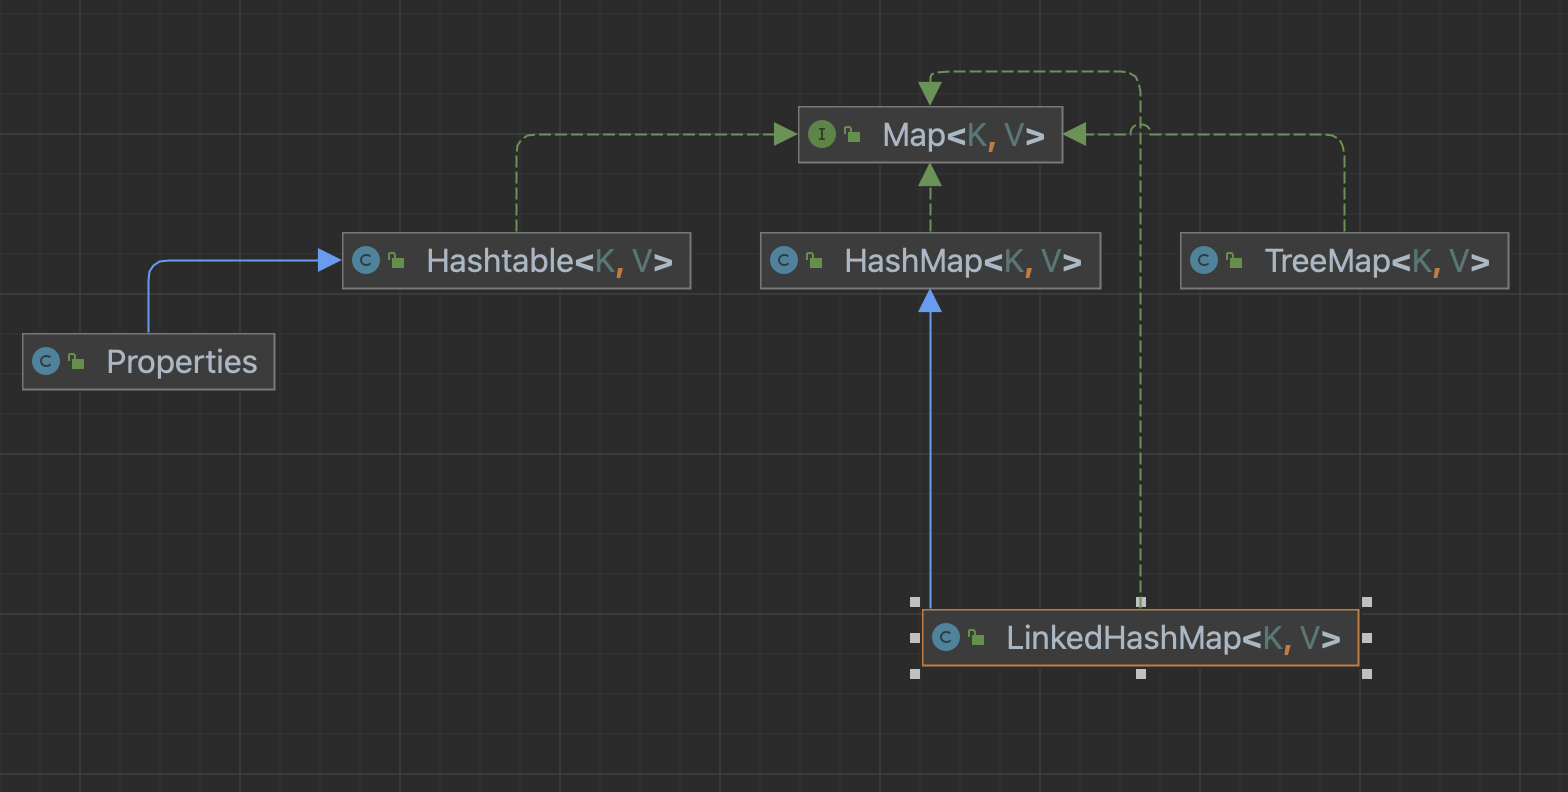 Map<K, V>
Hashtable<K, V>
HashMap<K, V>
TreeMap<K, V>
Properties
LinkedHashMap<K, V>